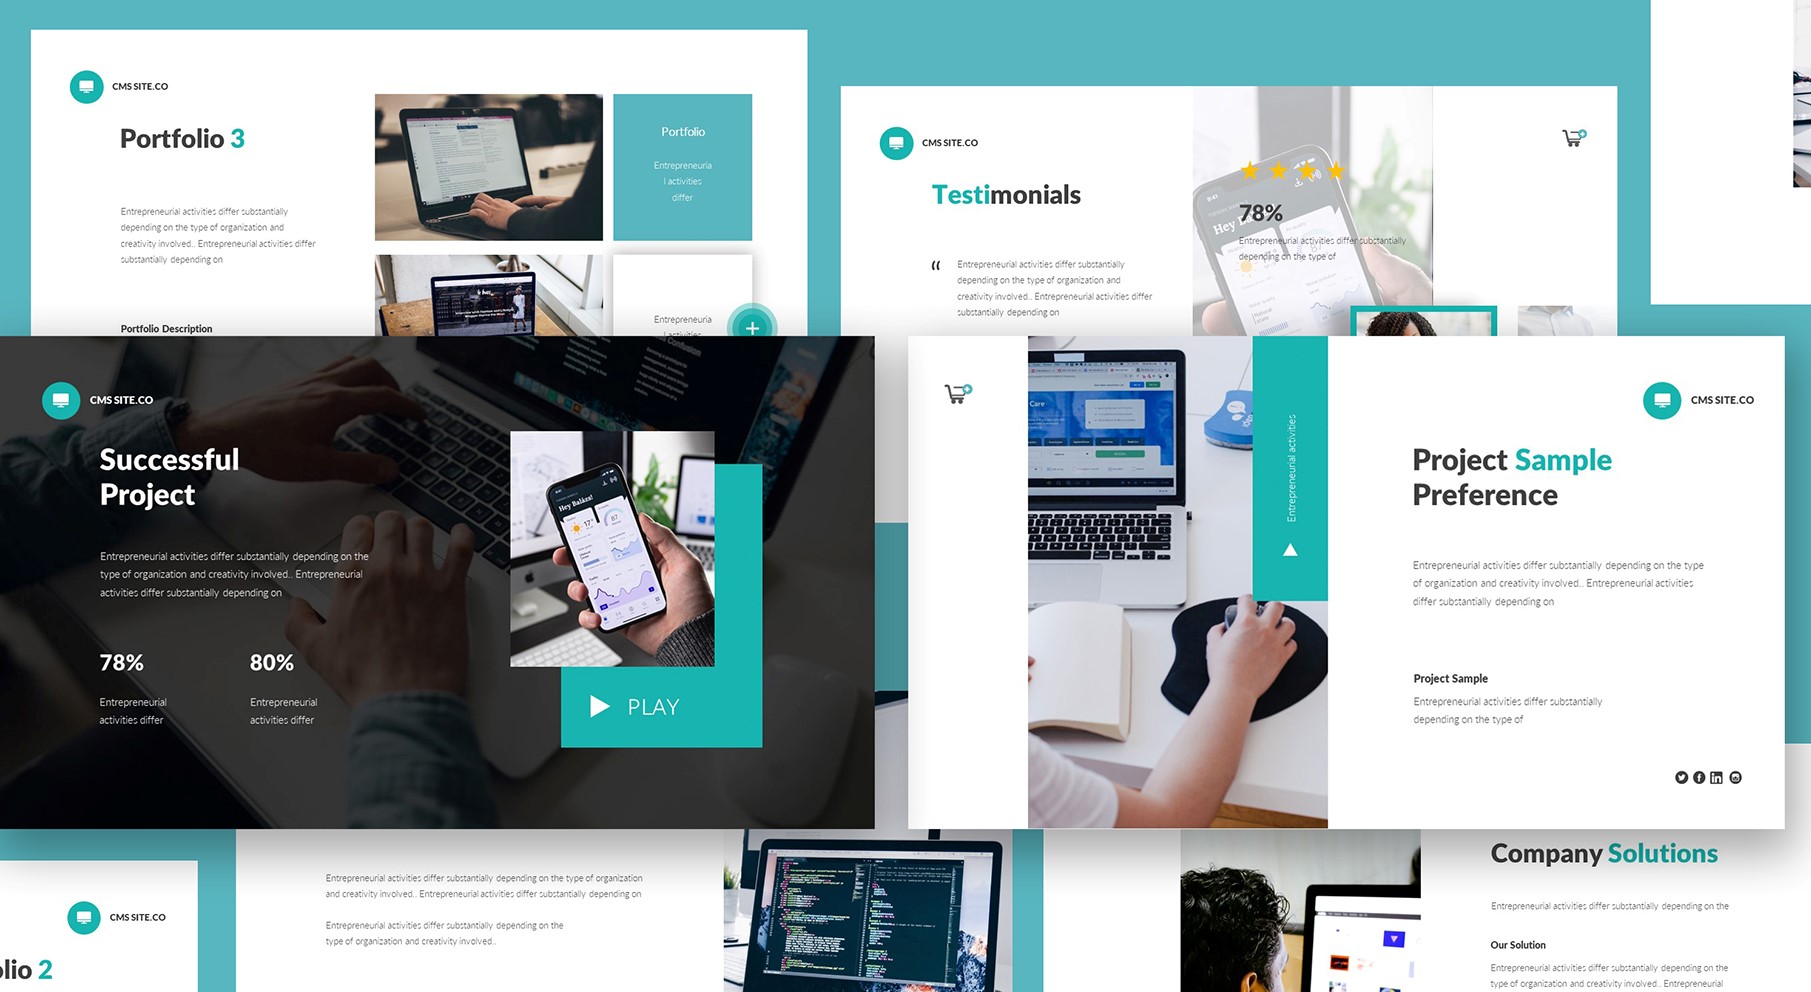 CMS SITE.CO
Portfolio 3
Entrepreneurial activities differ substantially
depending on the type of organization and
creativity involved.. Entrepreneurial activities differ
substantially depending on
Portfolio Description
Portfolio
Entrepreneuria
l activities
differ
Entrepreneuria
l activities
CMS SITE.CO
Testimonials
“
Entrepreneurial activities differ substantially
depending on the type of organization and
creativity involved.. Entrepreneurial activities differ
substantially depending on
78%
Entrepreneurial activities differ substantially
depending on the type of
CMS SITE.CO
Successful
Project
Entrepreneurial activities differ substantially depending on the
type of organization and creativity involved.. Entrepreneurial
activities differ substantially depending on
78%
Entrepreneurial
activities differ
80%
Entrepreneurial
activities differ
Hey Balázs!
PLAY
Care
Entrepreneurial activities
CMS SITE.CO
Project Sample
Preference
Entrepreneurial activities differ substantially depending on the type
of organization and creativity involved.. Entrepreneurial activities
differ substantially depending on
Project Sample
Entrepreneurial activities differ substantially
depending on the type of
CMS SITE.CO
lio 2
Entrepreneurial activities differ substantially depending on the type of organization
and creativity involved.. Entrepreneurial activities differ substantially depending on
Entrepreneurial activities differ substantially depending on the
type of organization and creativity involved..
Company Solutions
Entrepreneurial activities differ substantially depending on the
Our Solution
Entrepreneurial activities differ substantially depending on the
type of organization and creativity involved.. Entrepreneurial